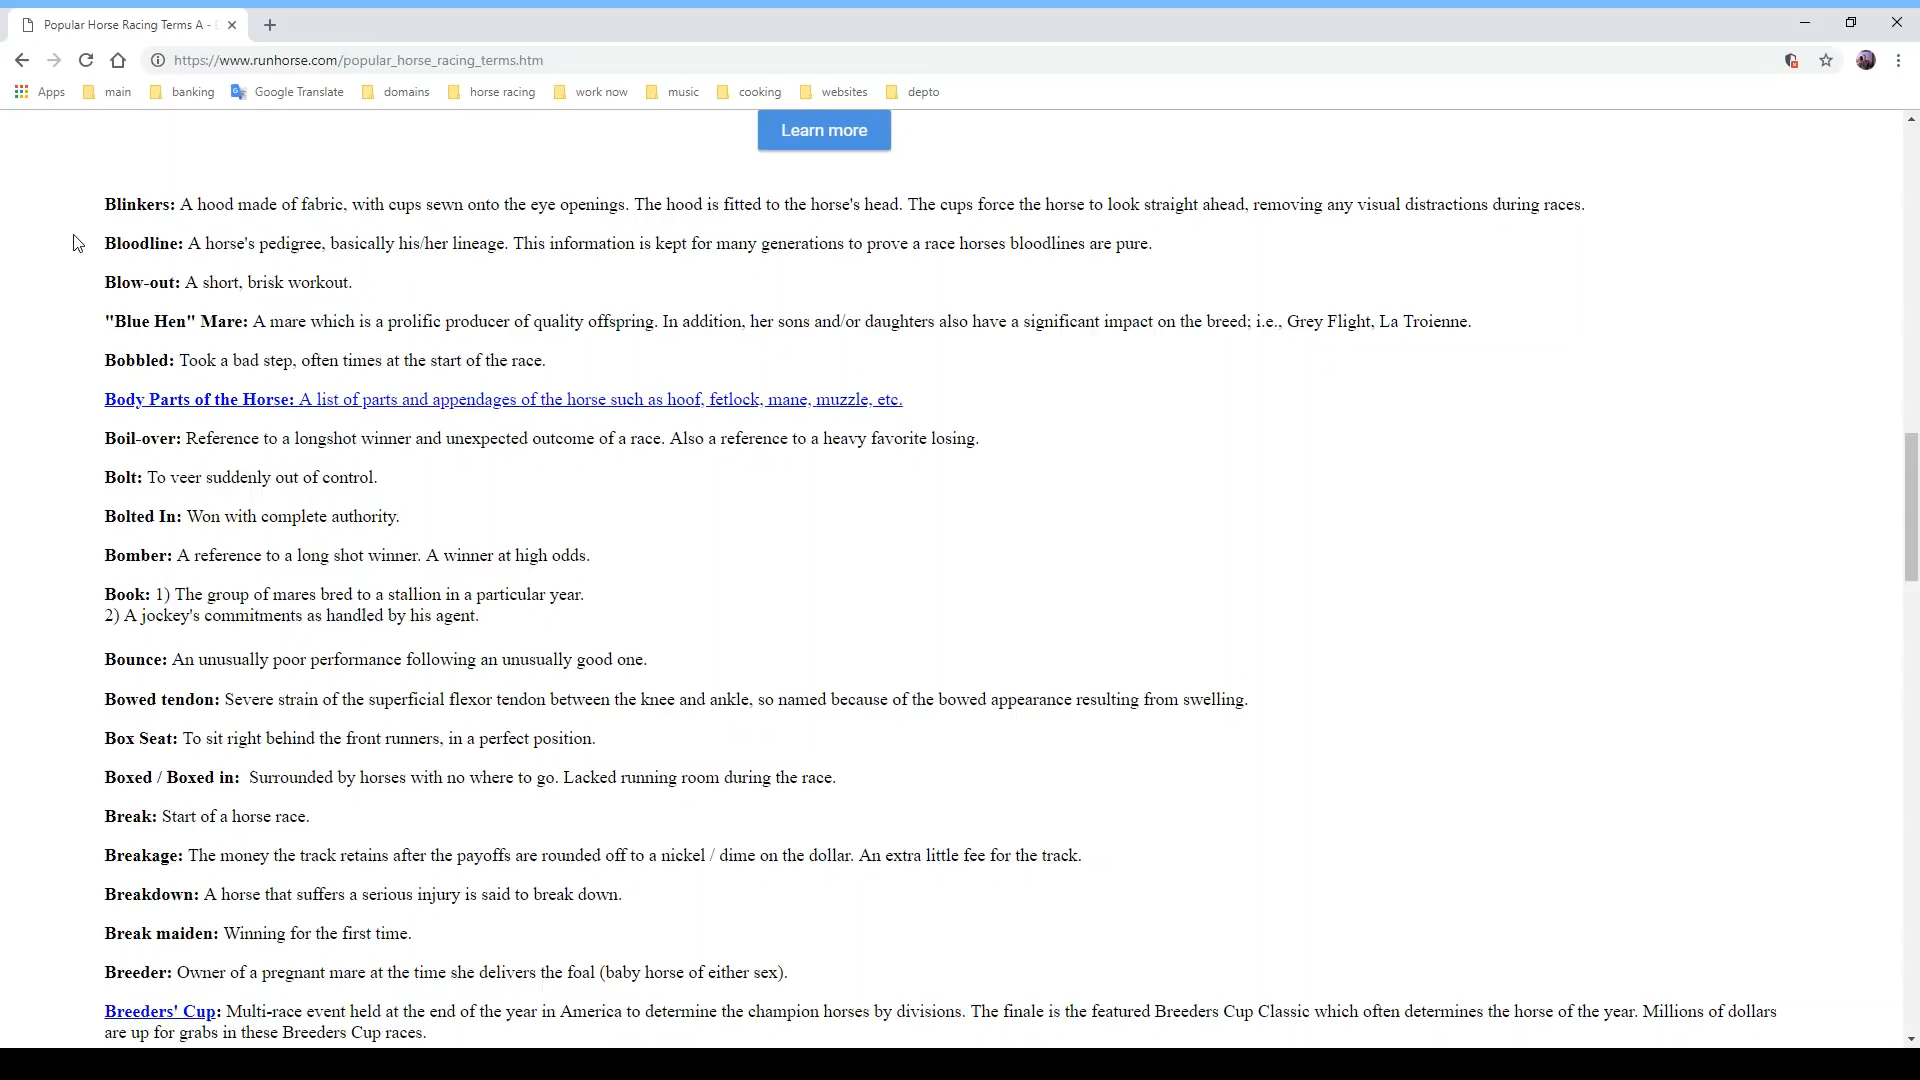 Popular Horse Racing Terms A -
https://www.runhorse.com/popular_horse_racing_terms.htm
Apps main banking Google Translate domains horse racing work now music cooking websites depto
Learn more
Blinkers: A hood made of fabric, with cups sewn onto the eye openings. The hood is fitted to the horse's head. The cups force the horse to look straight ahead, removing any visual distractions during races.
Bloodline: A horse's pedigree, basically his/her lineage. This information is kept for many generations to prove a race horses bloodlines are pure.
Blow-out: A short, brisk workout.
"Blue Hen" Mare: A mare which is a prolific producer of quality offspring. In addition, her sons and/or daughters also have a significant impact on the breed; i.e., Grey Flight, La Troienne.
Bobbled: Took a bad step, often times at the start of the race.
Body Parts of the Horse: A list of parts and appendages of the horse such as hoof, fetlock, mane, muzzle, etc.
Boil-over: Reference to a longshot winner and unexpected outcome of a race. Also a reference to a heavy favorite losing.
Bolt: To veer suddenly out of control.
Bolted In: Won with complete authority.
Bomber: A reference to a long shot winner. A winner at high odds.
Book: 1) The group of mares bred to a stallion in a particular year.
2) A jockey's commitments as handled by his agent.
Bounce: An unusually poor performance following an unusually good one.
Bowed tendon: Severe strain of the superficial flexor tendon between the knee and ankle, so named because of the bowed appearance resulting from swelling.
Box Seat: To sit right behind the front runners, in a perfect position.
Boxed / Boxed in: Surrounded by horses with no where to go. Lacked running room during the race.
Break: Start of a horse race.
Breakage: The money the track retains after the payoffs are rounded off to a nickel / dime on the dollar. An extra little fee for the track.
Breakdown: A horse that suffers a serious injury is said to break down.
Break maiden: Winning for the first time.
Breeder: Owner of a pregnant mare at the time she delivers the foal (baby horse of either sex).
Breeders' Cup: Multi-race event held at the end of the year in America to determine the champion horses by divisions. The finale is the featured Breeders Cup Classic which often determines the horse of the year. Millions of dollars
are up for grabs in these Breeders Cup races.